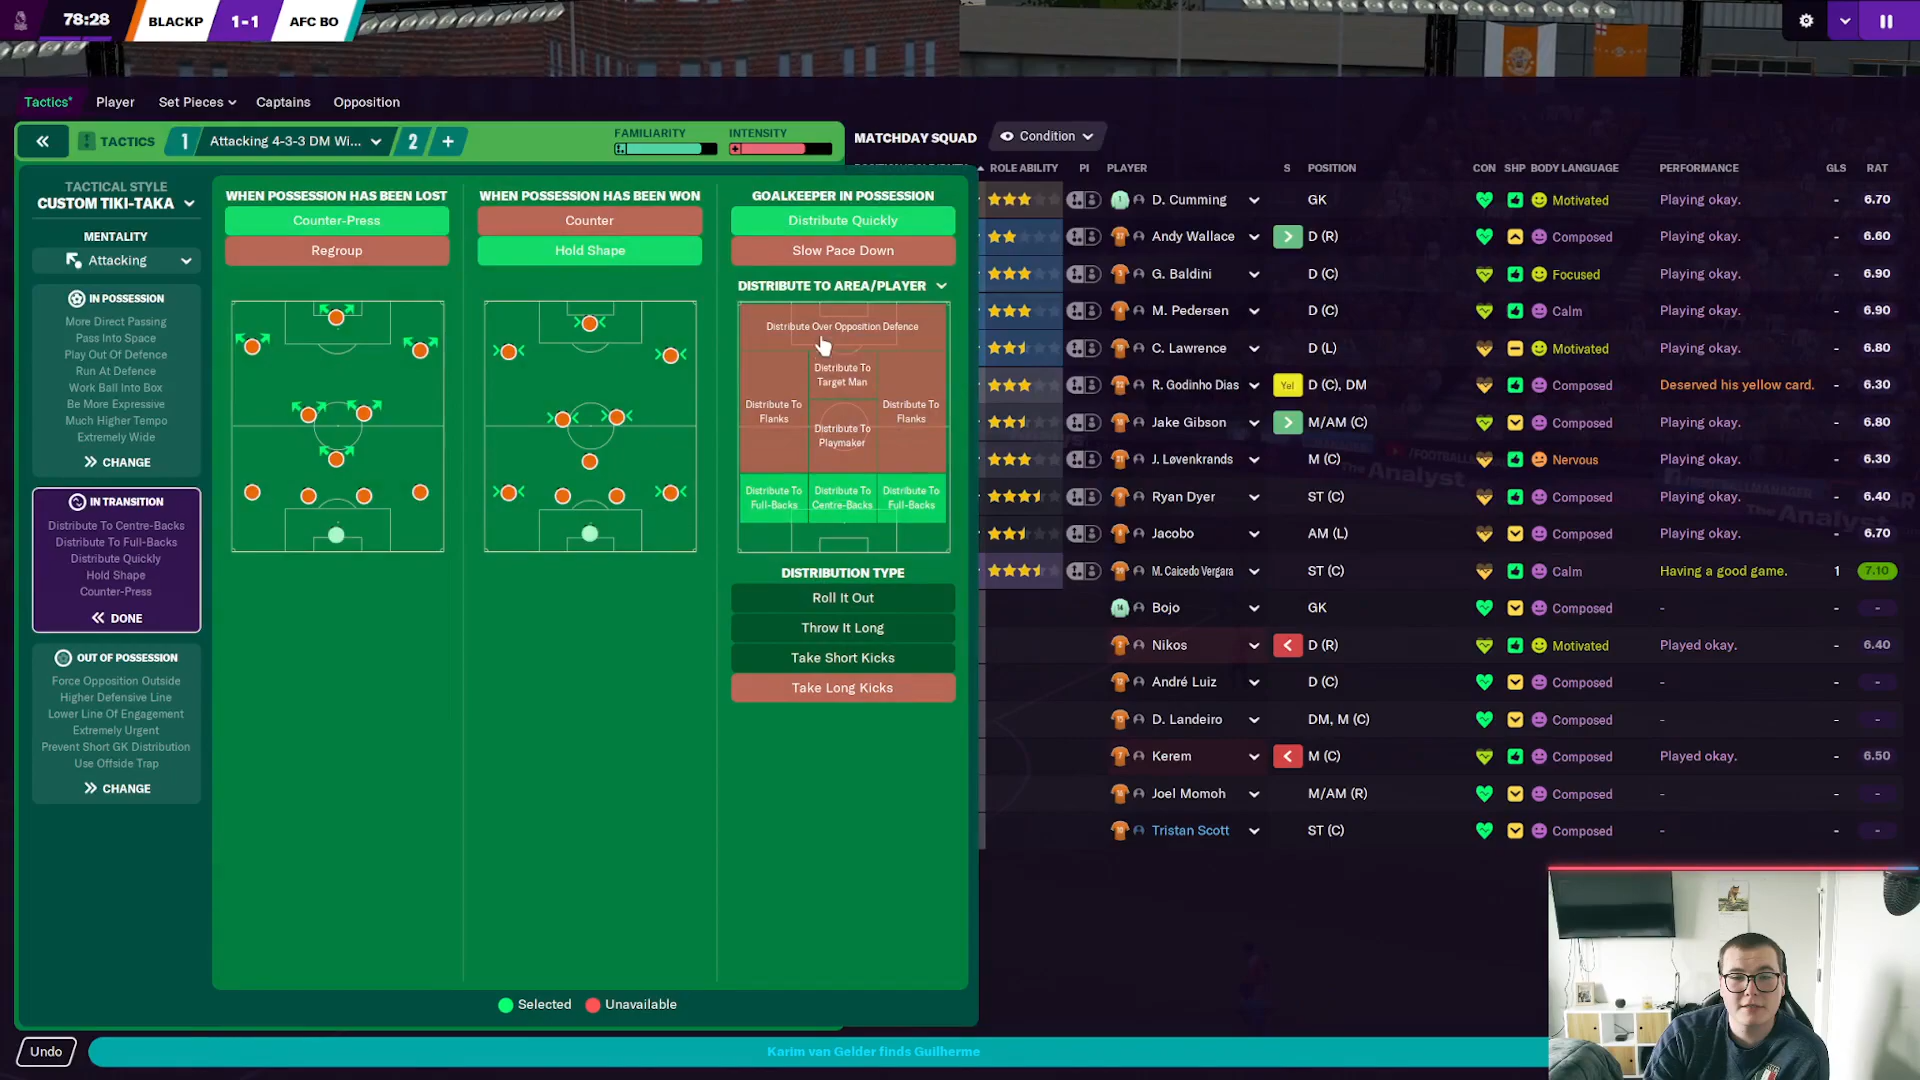 78:28 BLACKP 1-1 AFC BO
Tactics* Player Set Pieces Captains Opposition
TACTICS 1 Attacking 4-3-3 DM Wi... 2 + FAMILIARITY INTENSITY
MATCHDAY SQUAD Condition
TACTICAL STYLE
CUSTOM TIKI-TAKA
MENTALITY
Attacking
IN POSSESSION
More Direct Passing
Pass Into Space
Play Out Of Defence
Run At Defence
Work Ball Into Box
Be More Expressive
Much Higher Tempo
Extremely Wide
CHANGE
IN TRANSITION
Distribute To Centre-Backs
Distribute To Full-Backs
Distribute Quickly
Hold Shape
Counter-Press
DONE
OUT OF POSSESSION
Force Opposition Outside
Higher Defensive Line
Lower Line Of Engagement
Extremely Urgent
Prevent Short GK Distribution
Use Offside Trap
CHANGE
WHEN POSSESSION HAS BEEN LOST
Counter-Press
Regroup
WHEN POSSESSION HAS BEEN WON
Counter
Hold Shape
GOALKEEPER IN POSSESSION
Distribute Quickly
Slow Pace Down
DISTRIBUTE TO AREA/PLAYER
Distribute Over Opposition Defence
Distribute To
Target Man
Distribute To
Flanks
Distribute To
Playmaker
Distribute To
Flanks
Distribute To
Full-Backs
Distribute To
Centre-Backs
Distribute To
Full-Backs
DISTRIBUTION TYPE
Roll It Out
Throw It Long
Take Short Kicks
Take Long Kicks
Selected Unavailable
ROLE ABILITY PI PLAYER S POSITION CON SHP BODY LANGUAGE PERFORMANCE GLS RAT
D. Cumming GK Motivated Playing okay. - 6.70
Andy Wallace D (R) Composed Playing okay. - 6.60
G. Baldini D (C) Focused Playing okay. - 6.90
M. Pedersen D (C) Calm Playing okay. - 6.90
C. Lawrence D (L) Motivated Playing okay. - 6.80
R. Godinho Dias Yel D (C), DM Composed Deserved his yellow card. - 6.30
Jake Gibson M/AM (C) Composed Playing okay. - 6.80
J. Løvenkrands M (C) Nervous Playing okay. - 6.30
Ryan Dyer ST (C) Composed Playing okay. - 6.40
Jacobo AM (L) Composed Playing okay. - 6.70
M. Caicedo Vergara ST (C) Calm Having a good game. 1 7.10
Bojo GK Composed - - -
Nikos D (R) Motivated Played okay. - 6.40
André Luiz D (C) Composed - - -
D. Landeiro DM, M (C) Composed - - -
Kerem M (C) Composed Played okay. - 6.50
Joel Momoh M/AM (R) Composed - - -
Tristan Scott ST (C) Composed - - -
Undo
Karim van Gelder finds Guilherme